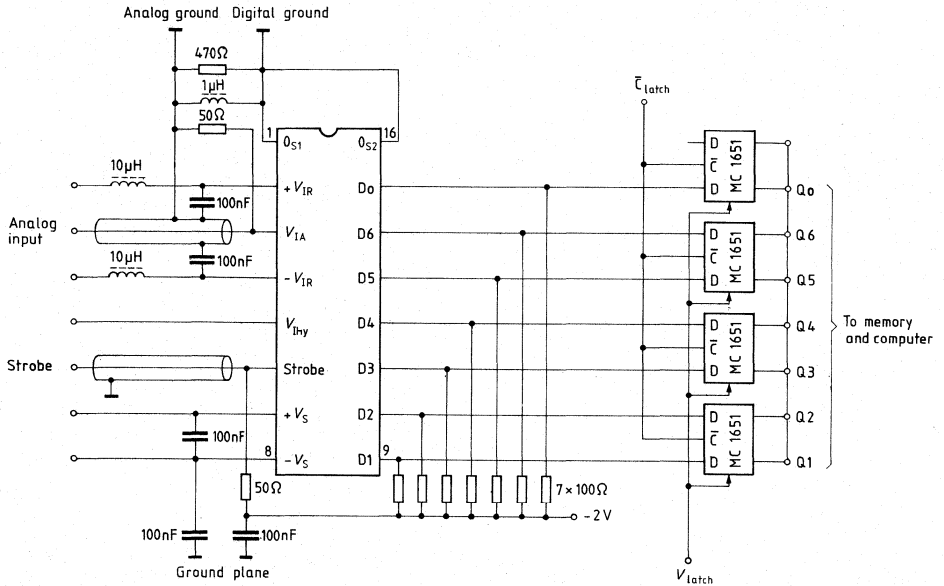 Analog ground Digital ground
470Ω
1µH
50Ω
C̅latch
1 16
0S1 0S2
D
C̅
D
MC 1651
10µH
+VIR
Do
Qo
100nF
Analog
input
VIA
D6
D
C̅
D
MC 1651
Q6
10µH
100nF
-VIR
D5
Q5
VIhy
D4
D
C̅
D
MC 1651
Q4
To memory
and computer
Strobe
Strobe
D3
Q3
+VS
D2
D
C̅
D
MC 1651
Q2
100nF
8 9
-VS
D1
Q1
50Ω
7×100Ω
-2V
100nF
100nF
Ground plane
Vlatch